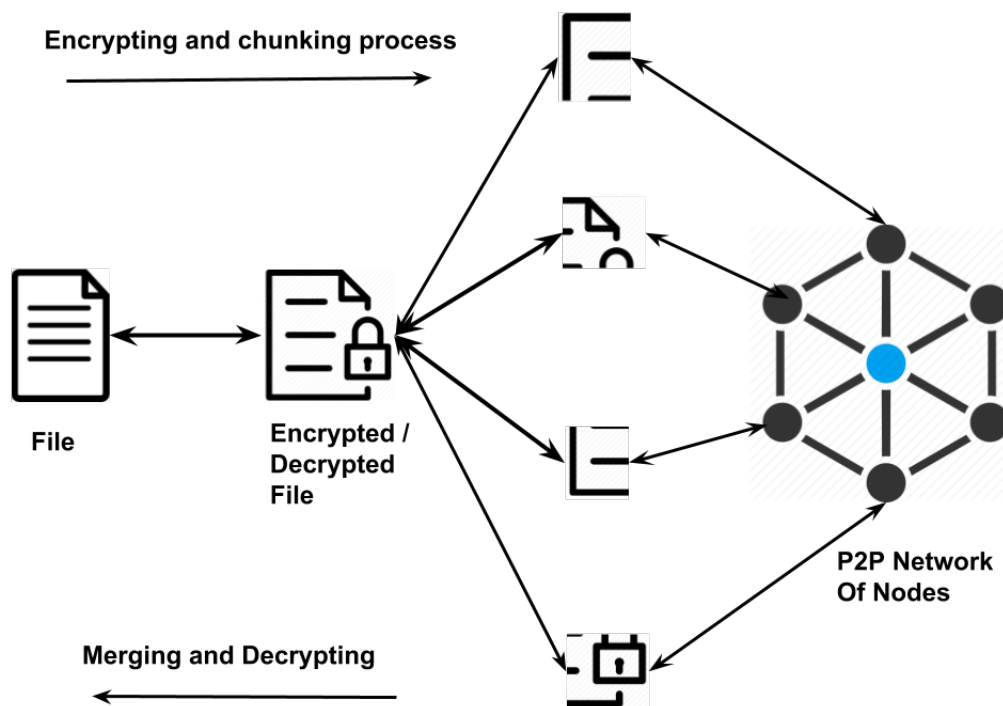 Encrypting and chunking process
File
Encrypted /
Decrypted
File
P2P Network
Of Nodes
Merging and Decrypting